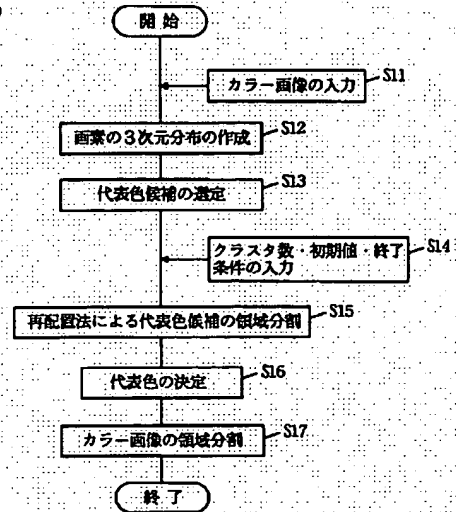 開始
カラー画像の入力 S11
画素の3次元分布の作成 S12
代表色候補の選定 S13
クラスタ数・初期値・終了
条件の入力 S14
再配置法による代表色候補の領域分割 S15
代表色の決定 S16
カラー画像の領域分割 S17
終了